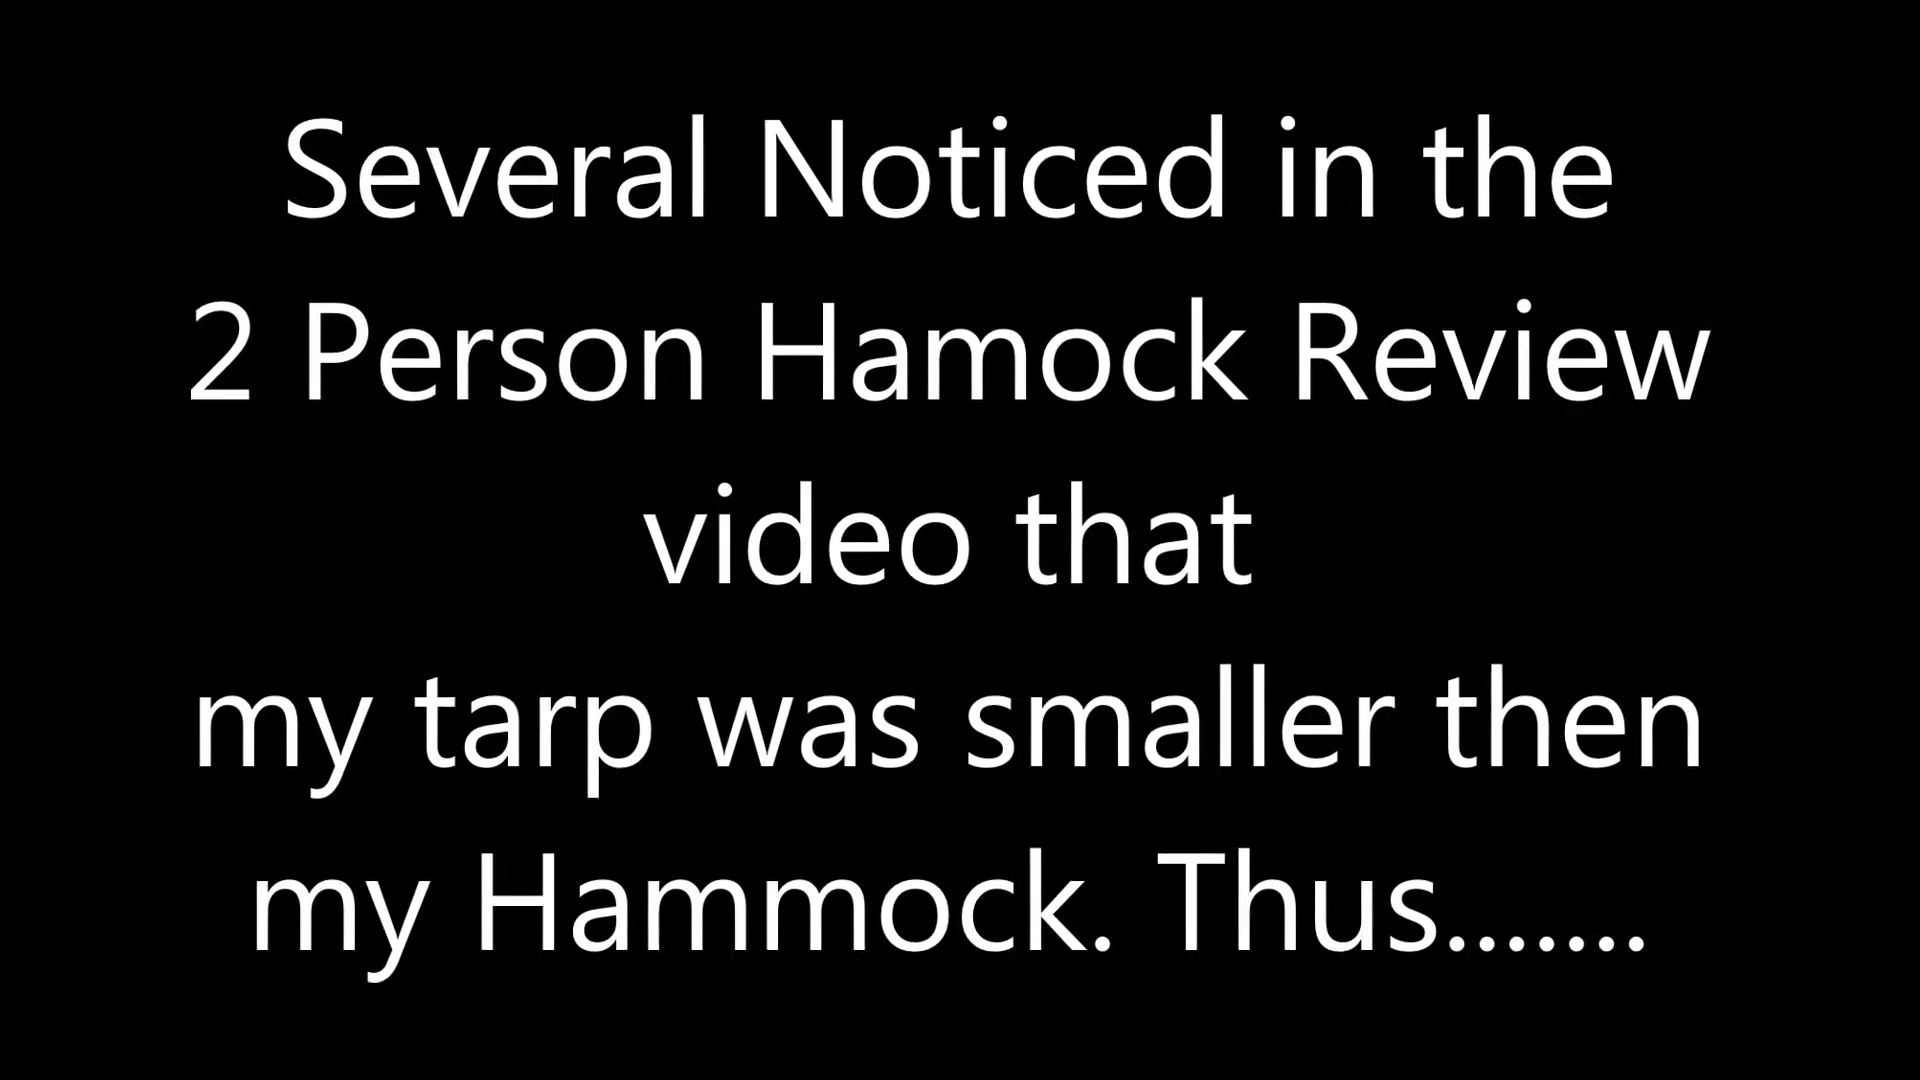 Several Noticed in the
2 Person Hamock Review
video that
my tarp was smaller then
my Hammock. Thus.......